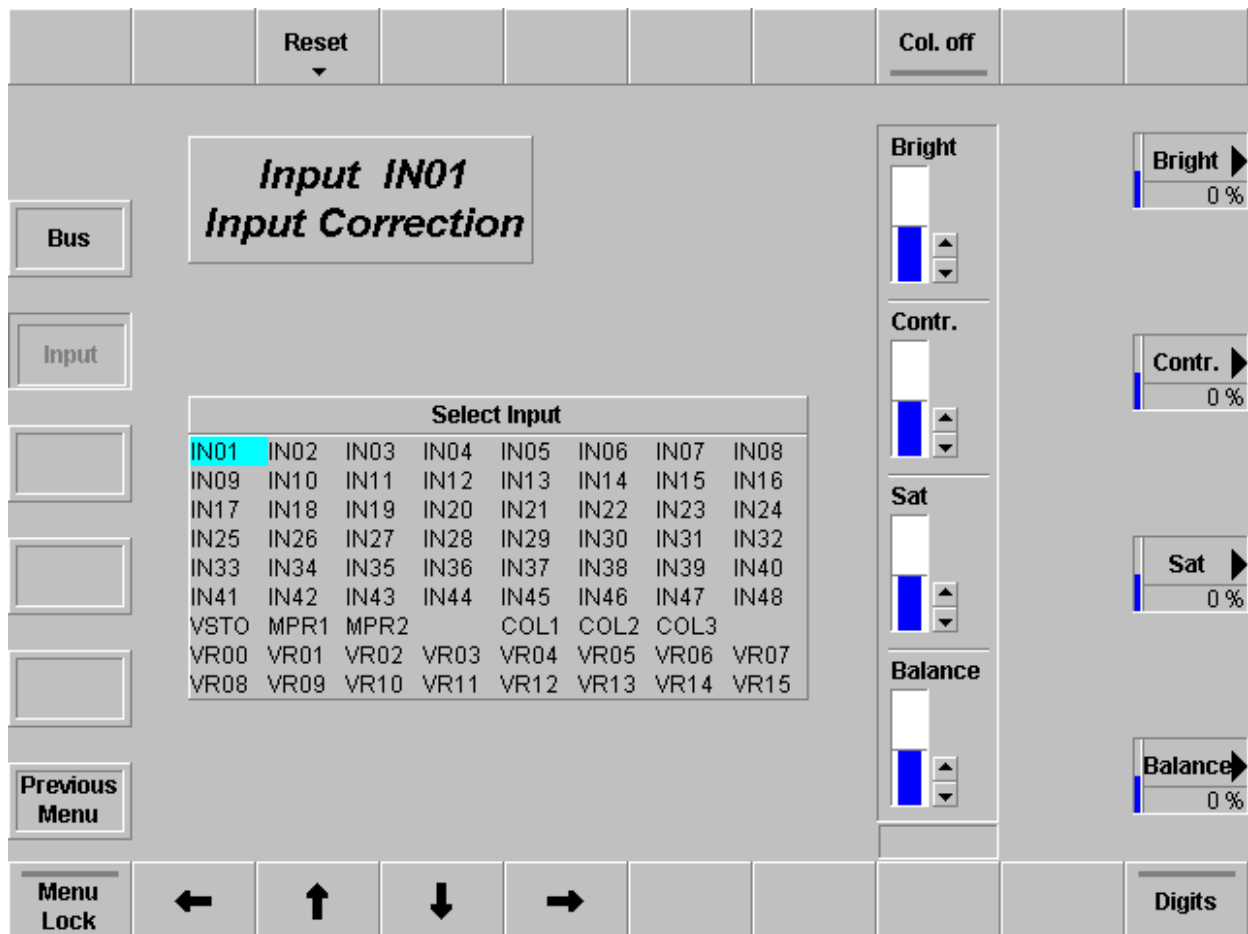 Reset
Col. off
Input IN01
Input Correction
Bus
Input
Previous
Menu
Select Input
IN01 IN02 IN03 IN04 IN05 IN06 IN07 IN08
IN09 IN10 IN11 IN12 IN13 IN14 IN15 IN16
IN17 IN18 IN19 IN20 IN21 IN22 IN23 IN24
IN25 IN26 IN27 IN28 IN29 IN30 IN31 IN32
IN33 IN34 IN35 IN36 IN37 IN38 IN39 IN40
IN41 IN42 IN43 IN44 IN45 IN46 IN47 IN48
VSTO MPR1 MPR2 COL1 COL2 COL3
VR00 VR01 VR02 VR03 VR04 VR05 VR06 VR07
VR08 VR09 VR10 VR11 VR12 VR13 VR14 VR15
Bright
Contr.
Sat
Balance
Bright
0 %
Contr.
0 %
Sat
0 %
Balance
0 %
Menu
Lock
Digits